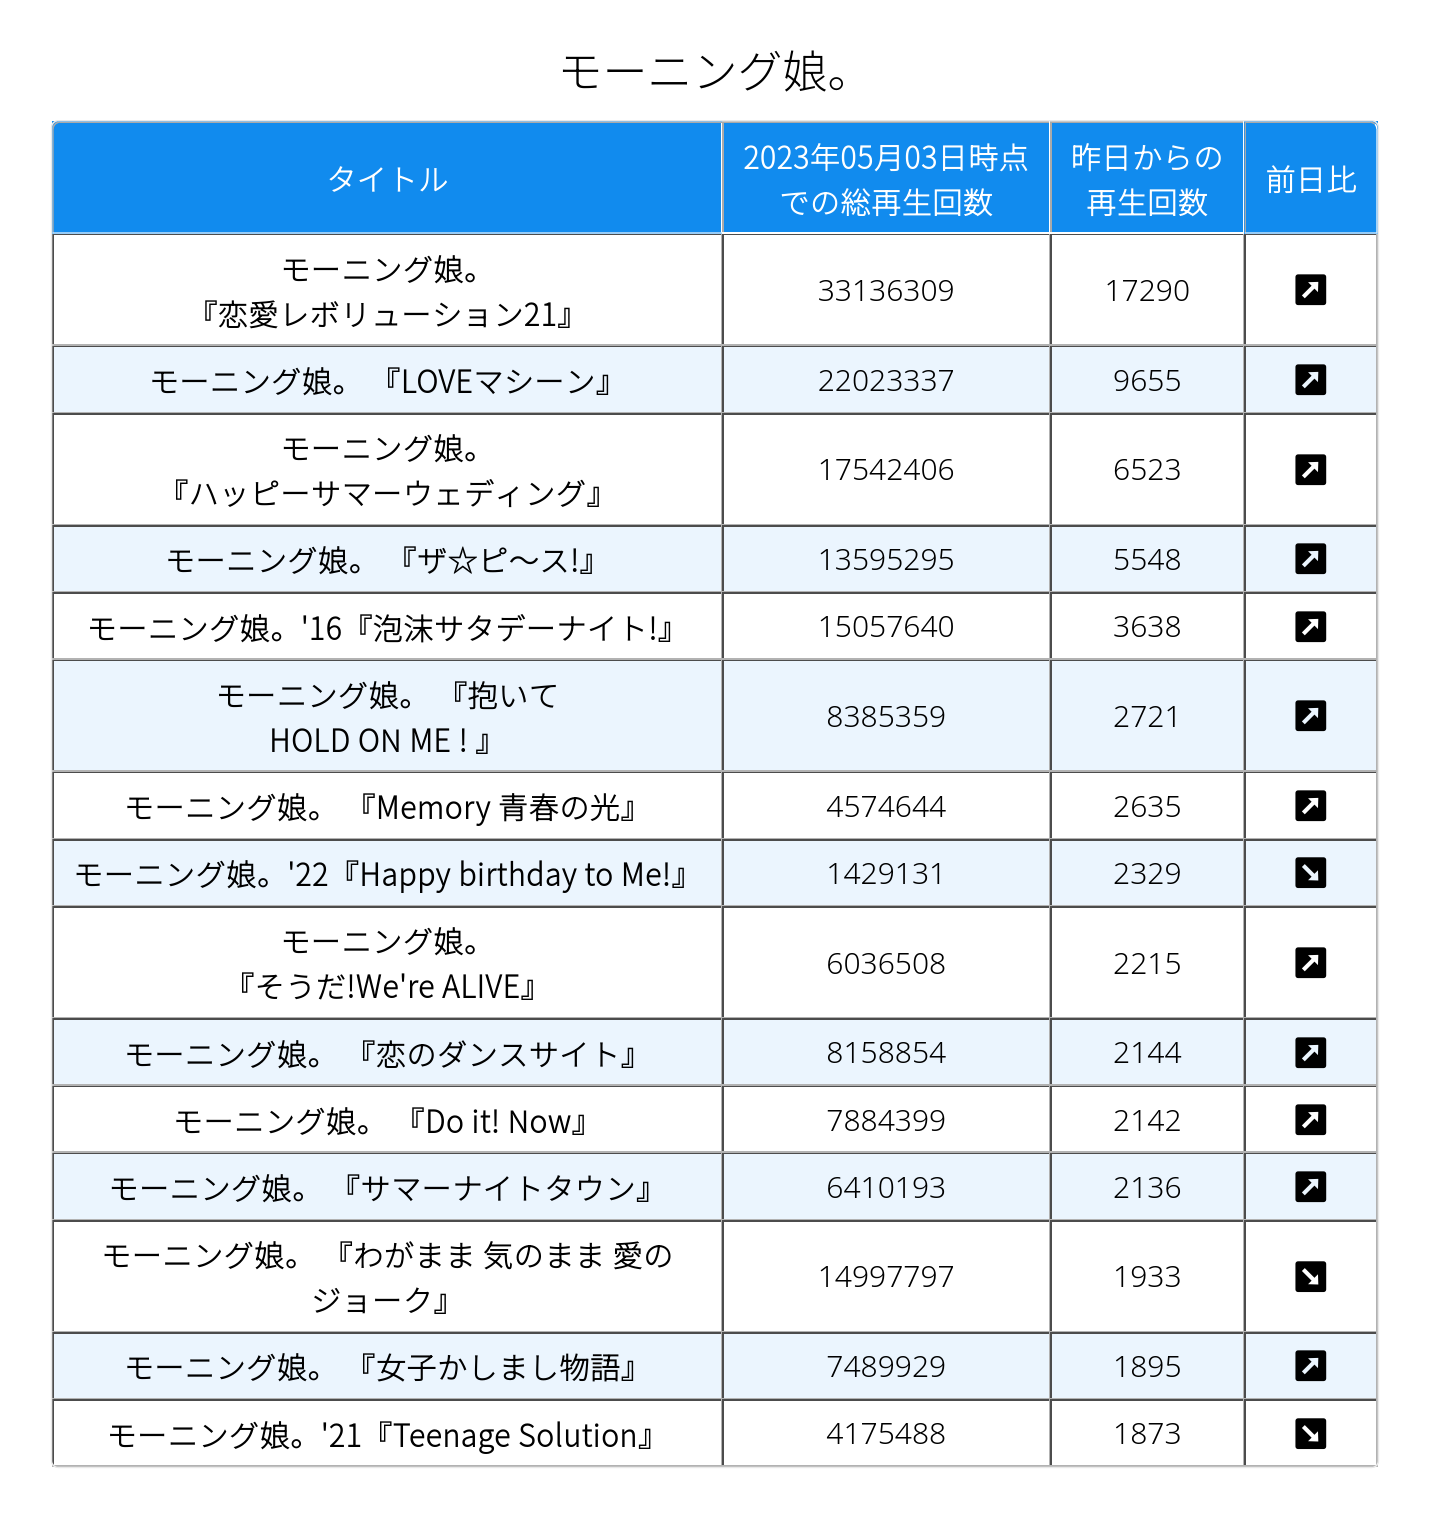 モーニング娘。
タイトル
2023年05月03日時点
での総再生回数
昨日からの
再生回数
前日比
モーニング娘。
『恋愛レボリューション21』
33136309
17290
モーニング娘。 『LOVEマシーン』
22023337
9655
モーニング娘。
『ハッピーサマーウェディング』
17542406
6523
モーニング娘。 『ザ☆ピ〜ス!』
13595295
5548
モーニング娘。'16『泡沫サタデーナイト!』
15057640
3638
モーニング娘。 『抱いて
HOLD ON ME ! 』
8385359
2721
モーニング娘。 『Memory 青春の光』
4574644
2635
モーニング娘。'22『Happy birthday to Me!』
1429131
2329
モーニング娘。
『そうだ!We're ALIVE』
6036508
2215
モーニング娘。 『恋のダンスサイト』
8158854
2144
モーニング娘。 『Do it! Now』
7884399
2142
モーニング娘。 『サマーナイトタウン』
6410193
2136
モーニング娘。 『わがまま 気のまま 愛の
ジョーク』
14997797
1933
モーニング娘。 『女子かしまし物語』
7489929
1895
モーニング娘。'21『Teenage Solution』
4175488
1873